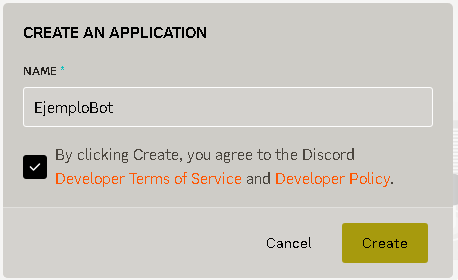 CREATE AN APPLICATION
NAME *
EjemploBot
By clicking Create, you agree to the Discord
Developer Terms of Service and Developer Policy.
Cancel Create